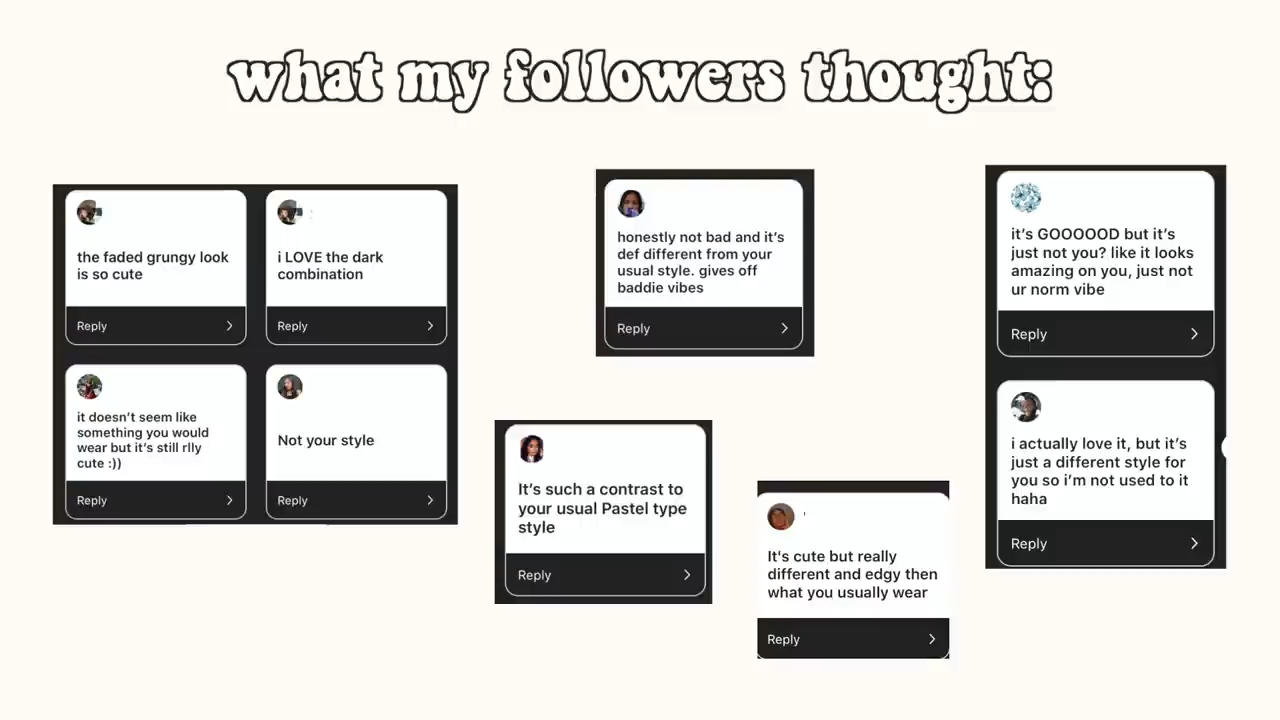 what my followers thought:
the faded grungy look
is so cute
Reply
i LOVE the dark
combination
Reply
it doesn't seem like
something you would
wear but it's still rlly
cute :))
Reply
Not your style
Reply
honestly not bad and it's
def different from your
usual style. gives off
baddie vibes
Reply
It's such a contrast to
your usual Pastel type
style
Reply
It's cute but really
different and edgy then
what you usually wear
Reply
it's GOOOOOD but it's
just not you? like it looks
amazing on you, just not
ur norm vibe
Reply
i actually love it, but it's
just a different style for
you so i'm not used to it
haha
Reply